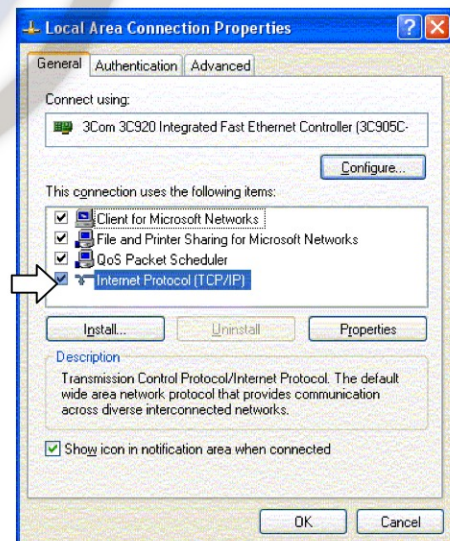 Local Area Connection Properties
General Authentication Advanced
Connect using:
3Com 3C920 Integrated Fast Ethernet Controller (3C905C-
Configure...
This connection uses the following items:
Client for Microsoft Networks
File and Printer Sharing for Microsoft Networks
QoS Packet Scheduler
Internet Protocol (TCP/IP)
Install... Uninstall Properties
Description
Transmission Control Protocol/Internet Protocol. The default
wide area network protocol that provides communication
across diverse interconnected networks.
Show icon in notification area when connected
OK Cancel